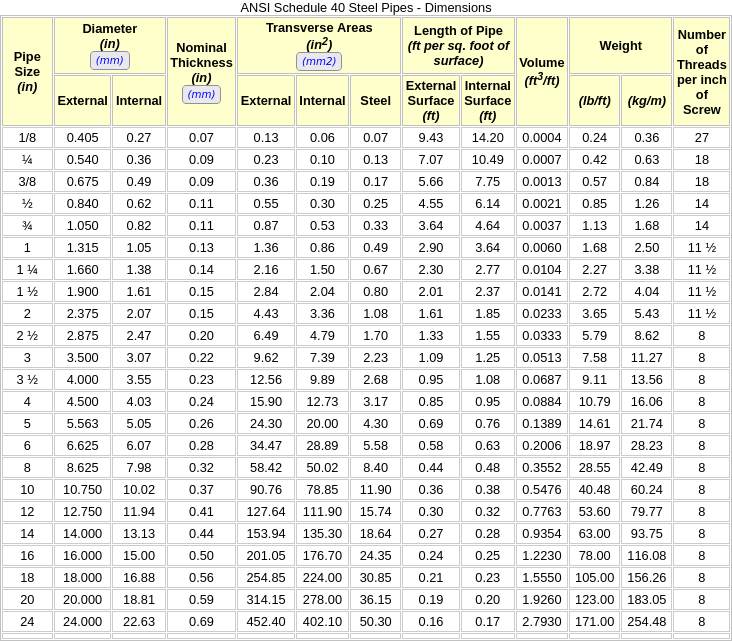 ANSI Schedule 40 Steel Pipes - Dimensions
Pipe Size (in) | Diameter (in) (mm) | Nominal Thickness (in) (mm) | Transverse Areas (in²) (mm2) | Length of Pipe (ft per sq. foot of surface) | Volume (ft³/ft) | Weight | Number of Threads per inch of Screw
External | Internal | External | Internal | Steel | External Surface (ft) | Internal Surface (ft) | (lb/ft) | (kg/m)
1/8 0.405 0.27 0.07 0.13 0.06 0.07 9.43 14.20 0.0004 0.24 0.36 27
¼ 0.540 0.36 0.09 0.23 0.10 0.13 7.07 10.49 0.0007 0.42 0.63 18
3/8 0.675 0.49 0.09 0.36 0.19 0.17 5.66 7.75 0.0013 0.57 0.84 18
½ 0.840 0.62 0.11 0.55 0.30 0.25 4.55 6.14 0.0021 0.85 1.26 14
¾ 1.050 0.82 0.11 0.87 0.53 0.33 3.64 4.64 0.0037 1.13 1.68 14
1 1.315 1.05 0.13 1.36 0.86 0.49 2.90 3.64 0.0060 1.68 2.50 11 ½
1 ¼ 1.660 1.38 0.14 2.16 1.50 0.67 2.30 2.77 0.0104 2.27 3.38 11 ½
1 ½ 1.900 1.61 0.15 2.84 2.04 0.80 2.01 2.37 0.0141 2.72 4.04 11 ½
2 2.375 2.07 0.15 4.43 3.36 1.08 1.61 1.85 0.0233 3.65 5.43 11 ½
2 ½ 2.875 2.47 0.20 6.49 4.79 1.70 1.33 1.55 0.0333 5.79 8.62 8
3 3.500 3.07 0.22 9.62 7.39 2.23 1.09 1.25 0.0513 7.58 11.27 8
3 ½ 4.000 3.55 0.23 12.56 9.89 2.68 0.95 1.08 0.0687 9.11 13.56 8
4 4.500 4.03 0.24 15.90 12.73 3.17 0.85 0.95 0.0884 10.79 16.06 8
5 5.563 5.05 0.26 24.30 20.00 4.30 0.69 0.76 0.1389 14.61 21.74 8
6 6.625 6.07 0.28 34.47 28.89 5.58 0.58 0.63 0.2006 18.97 28.23 8
8 8.625 7.98 0.32 58.42 50.02 8.40 0.44 0.48 0.3552 28.55 42.49 8
10 10.750 10.02 0.37 90.76 78.85 11.90 0.36 0.38 0.5476 40.48 60.24 8
12 12.750 11.94 0.41 127.64 111.90 15.74 0.30 0.32 0.7763 53.60 79.77 8
14 14.000 13.13 0.44 153.94 135.30 18.64 0.27 0.28 0.9354 63.00 93.75 8
16 16.000 15.00 0.50 201.05 176.70 24.35 0.24 0.25 1.2230 78.00 116.08 8
18 18.000 16.88 0.56 254.85 224.00 30.85 0.21 0.23 1.5550 105.00 156.26 8
20 20.000 18.81 0.59 314.15 278.00 36.15 0.19 0.20 1.9260 123.00 183.05 8
24 24.000 22.63 0.69 452.40 402.10 50.30 0.16 0.17 2.7930 171.00 254.48 8